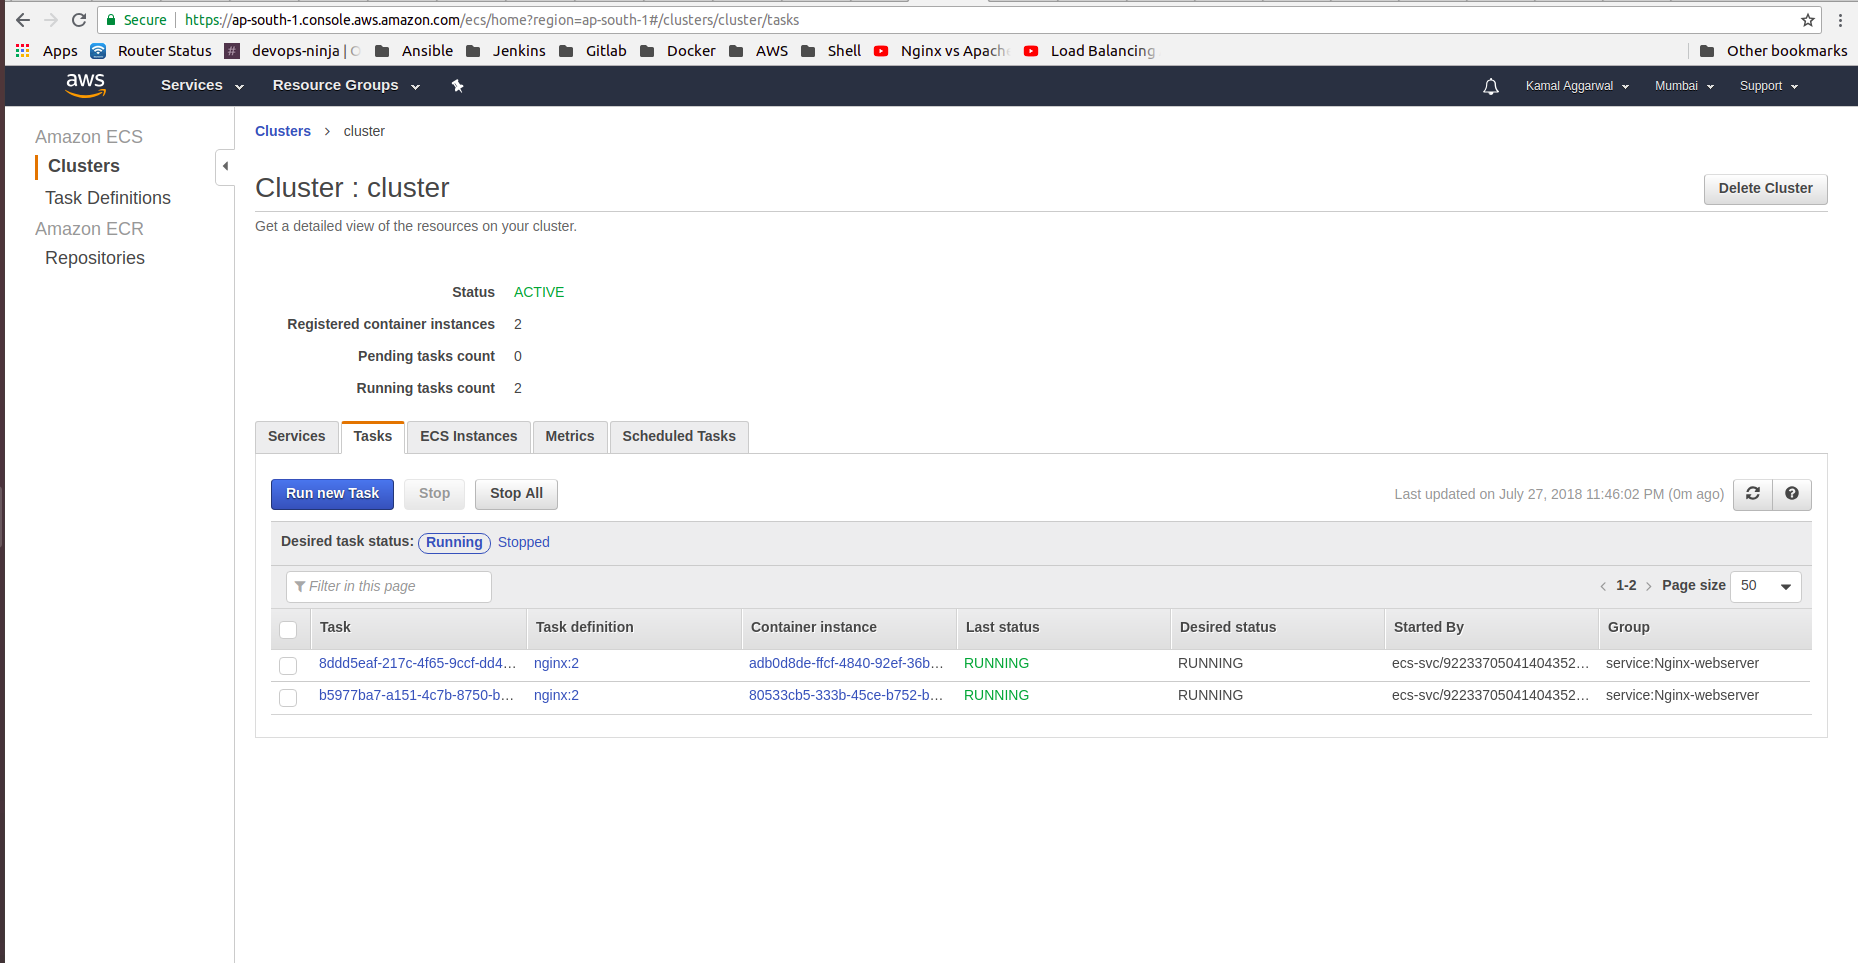 Secure https://ap-south-1.console.aws.amazon.com/ecs/home?region=ap-south-1#/clusters/cluster/tasks
Apps Router Status # devops-ninja | Ansible Jenkins Gitlab Docker AWS Shell Nginx vs Apach Load Balancing Other bookmarks
aws Services Resource Groups Kamal Aggarwal Mumbai Support
Amazon ECS
Clusters
Task Definitions
Amazon ECR
Repositories
Clusters > cluster
Cluster : cluster
Delete Cluster
Get a detailed view of the resources on your cluster.
Status ACTIVE
Registered container instances 2
Pending tasks count 0
Running tasks count 2
Services Tasks ECS Instances Metrics Scheduled Tasks
Run new Task Stop Stop All Last updated on July 27, 2018 11:46:02 PM (0m ago)
Desired task status: Running Stopped
Filter in this page < 1-2 > Page size 50
Task Task definition Container instance Last status Desired status Started By Group
8ddd5eaf-217c-4f65-9ccf-dd4... nginx:2 adb0d8de-ffcf-4840-92ef-36b... RUNNING RUNNING ecs-svc/92233705041404352... service:Nginx-webserver
b5977ba7-a151-4c7b-8750-b... nginx:2 80533cb5-333b-45ce-b752-b... RUNNING RUNNING ecs-svc/92233705041404352... service:Nginx-webserver